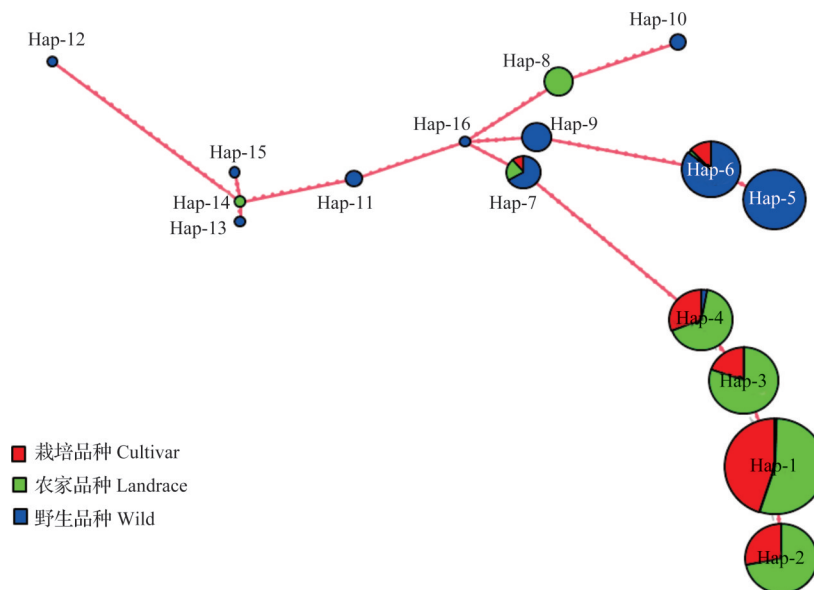 Hap-10
Hap-12
Hap-8
Hap-16
Hap-9
Hap-15
Hap-6
Hap-14
Hap-11
Hap-5
Hap-7
Hap-13
Hap-4
Hap-3
栽培品种 Cultivar
Hap-1
农家品种 Landrace
野生品种 Wild
Hap-2